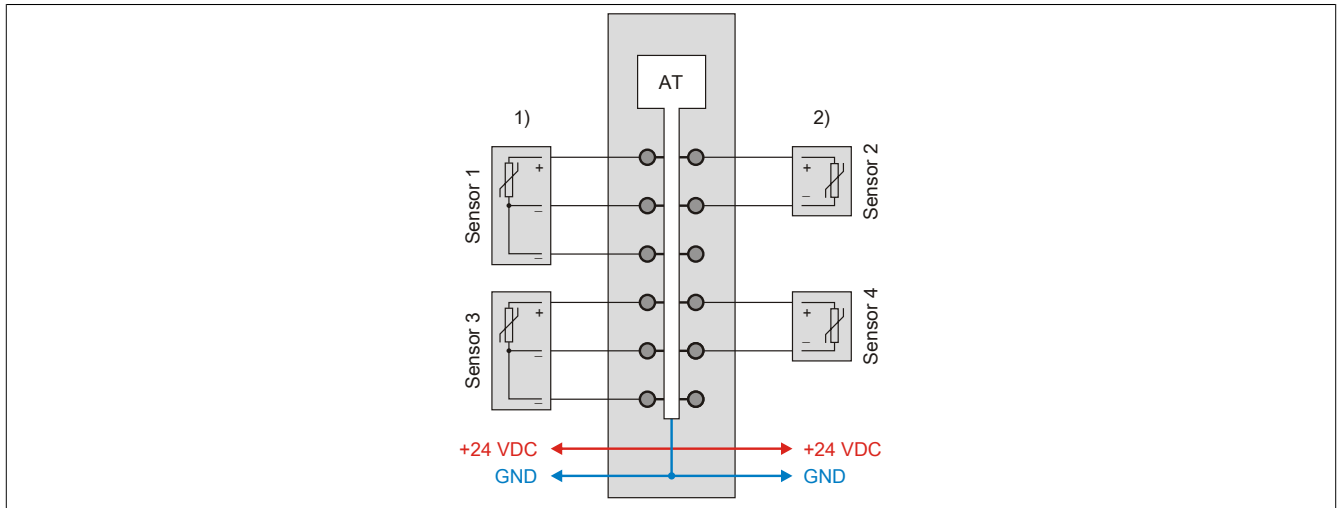 AT
1)
2)
Sensor 1
+
–
–
Sensor 2
+
–
Sensor 3
+
–
–
Sensor 4
+
–
+24 VDC
+24 VDC
GND
GND